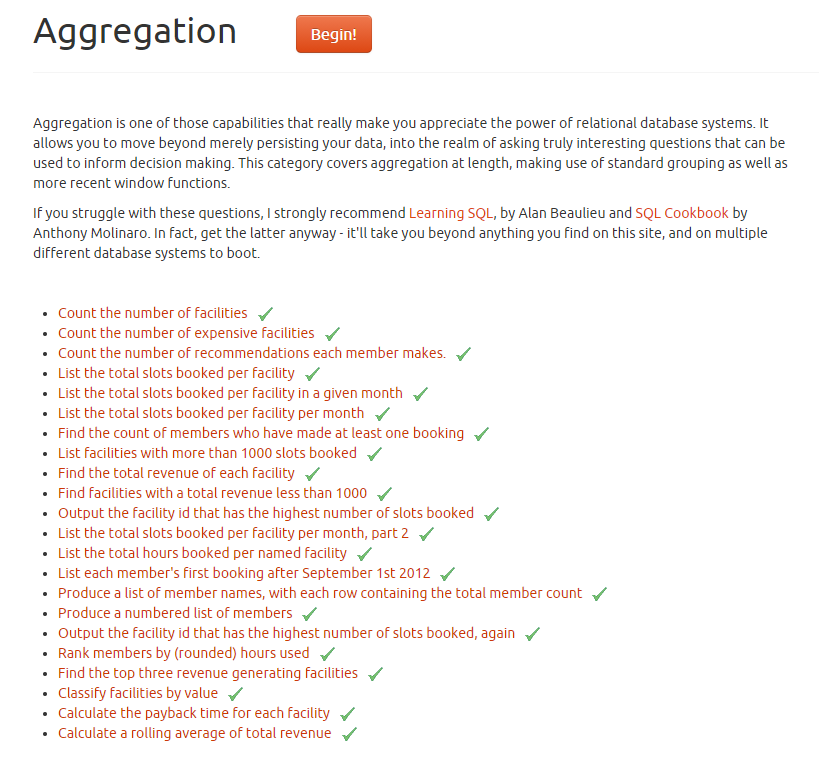 Aggregation
Begin!
Aggregation is one of those capabilities that really make you appreciate the power of relational database systems. It
allows you to move beyond merely persisting your data, into the realm of asking truly interesting questions that can be
used to inform decision making. This category covers aggregation at length, making use of standard grouping as well as
more recent window functions.
If you struggle with these questions, I strongly recommend Learning SQL, by Alan Beaulieu and SQL Cookbook by
Anthony Molinaro. In fact, get the latter anyway - it'll take you beyond anything you find on this site, and on multiple
different database systems to boot.
Count the number of facilities
Count the number of expensive facilities
Count the number of recommendations each member makes.
List the total slots booked per facility
List the total slots booked per facility in a given month
List the total slots booked per facility per month
Find the count of members who have made at least one booking
List facilities with more than 1000 slots booked
Find the total revenue of each facility
Find facilities with a total revenue less than 1000
Output the facility id that has the highest number of slots booked
List the total slots booked per facility per month, part 2
List the total hours booked per named facility
List each member's first booking after September 1st 2012
Produce a list of member names, with each row containing the total member count
Produce a numbered list of members
Output the facility id that has the highest number of slots booked, again
Rank members by (rounded) hours used
Find the top three revenue generating facilities
Classify facilities by value
Calculate the payback time for each facility
Calculate a rolling average of total revenue